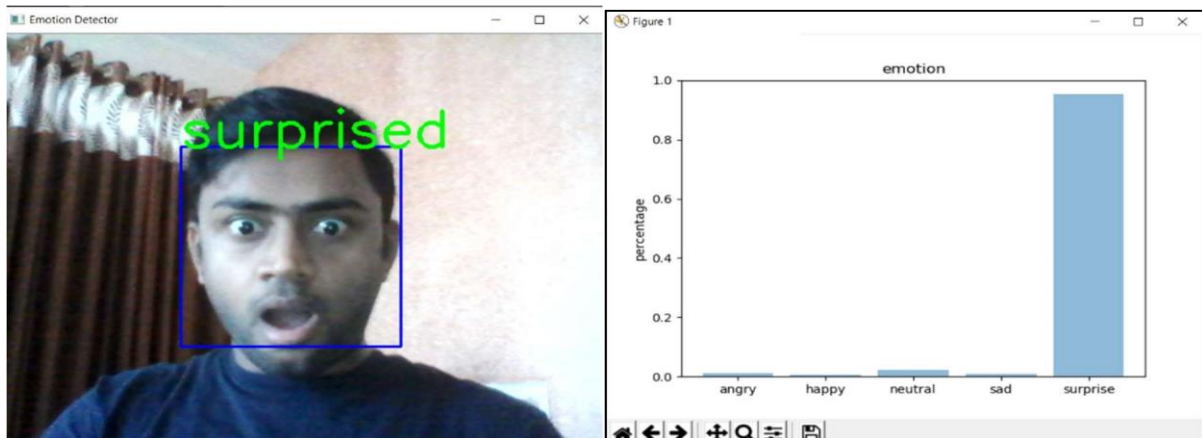 Emotion Detector
surprised
Figure 1
emotion
percentage
1.0
0.8
0.6
0.4
0.2
0.0
angry happy neutral sad surprise